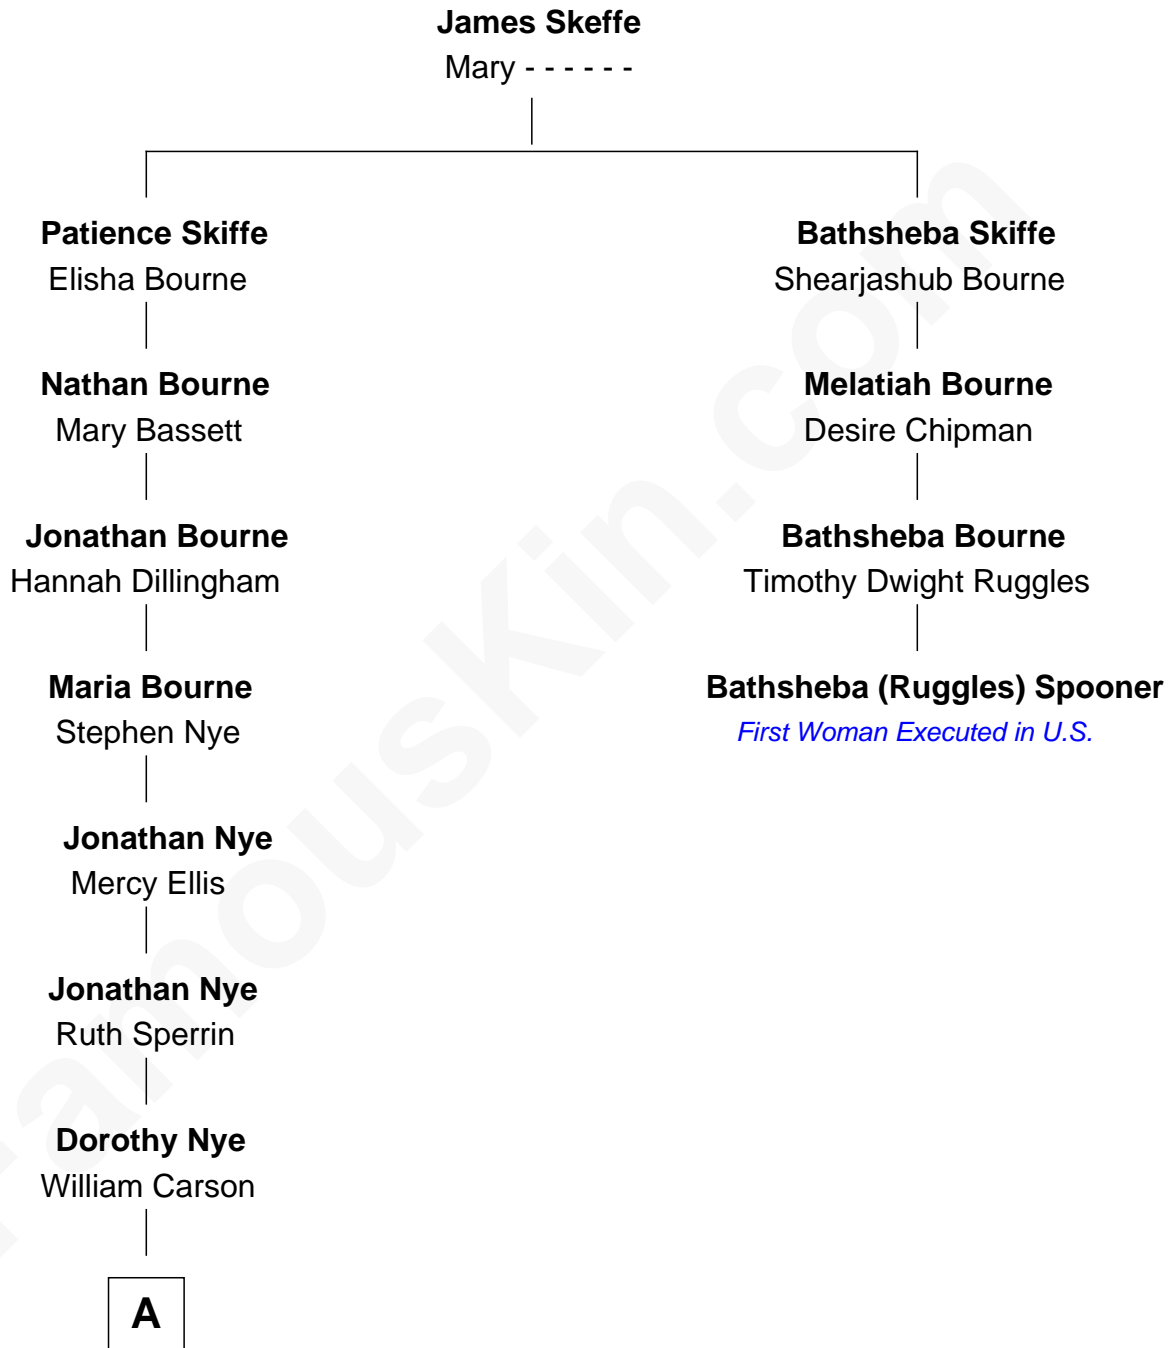 James Skeffe
Mary - - - - - -
Patience Skiffe
Elisha Bourne
Bathsheba Skiffe
Shearjashub Bourne
Nathan Bourne
Mary Bassett
Melatiah Bourne
Desire Chipman
Jonathan Bourne
Hannah Dillingham
Bathsheba Bourne
Timothy Dwight Ruggles
Maria Bourne
Stephen Nye
Bathsheba (Ruggles) Spooner
First Woman Executed in U.S.
Jonathan Nye
Mercy Ellis
Jonathan Nye
Ruth Sperrin
Dorothy Nye
William Carson
A
FamousKin.com